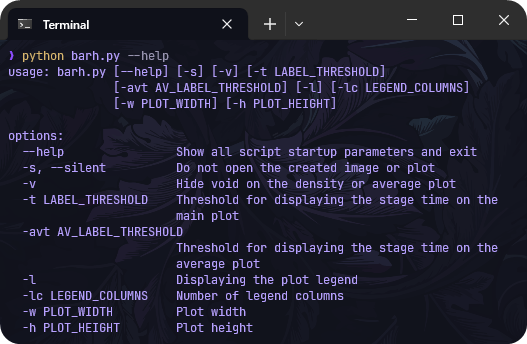 Terminal
❯ python barh.py --help
usage: barh.py [--help] [-s] [-v] [-t LABEL_THRESHOLD]
               [-avt AV_LABEL_THRESHOLD] [-l] [-lc LEGEND_COLUMNS]
               [-w PLOT_WIDTH] [-h PLOT_HEIGHT]

options:
  --help                Show all script startup parameters and exit
  -s, --silent          Do not open the created image or plot
  -v                    Hide void on the density or average plot
  -t LABEL_THRESHOLD    Threshold for displaying the stage time on the
                        main plot
  -avt AV_LABEL_THRESHOLD
                        Threshold for displaying the stage time on the
                        average plot
  -l                    Displaying the plot legend
  -lc LEGEND_COLUMNS    Number of legend columns
  -w PLOT_WIDTH         Plot width
  -h PLOT_HEIGHT        Plot height